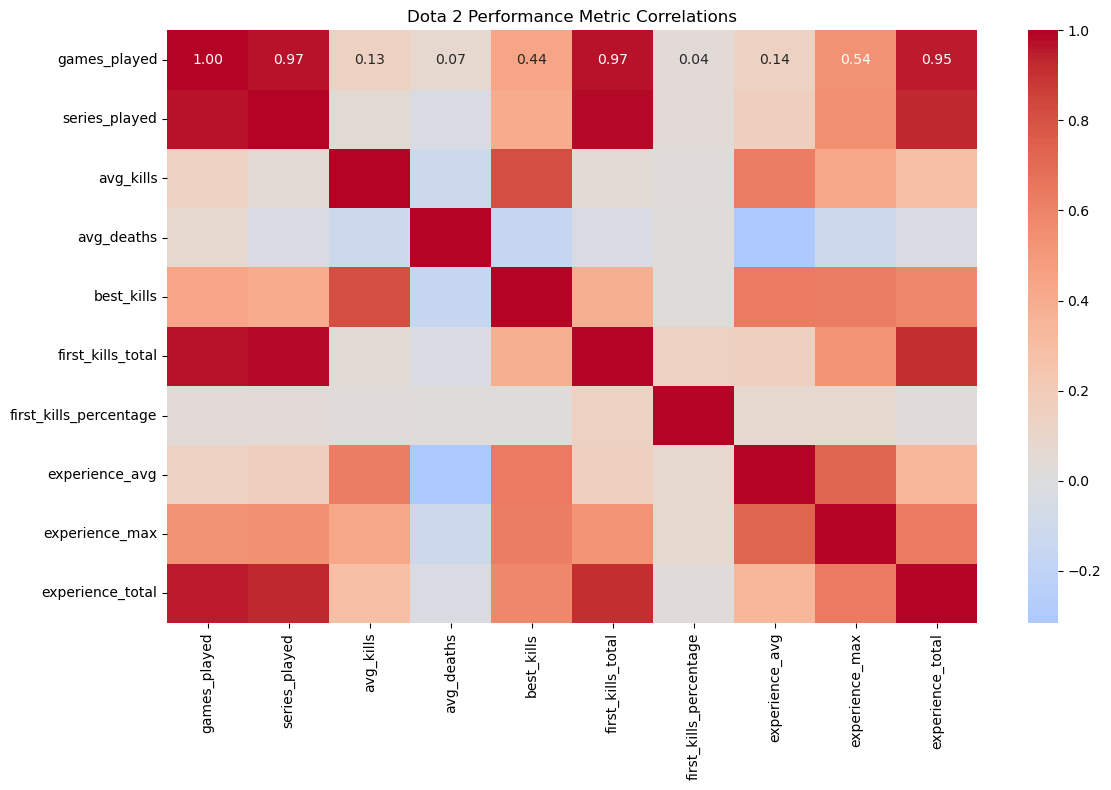 Dota 2 Performance Metric Correlations
games_played
1.00 0.97 0.13 0.07 0.44 0.97 0.04 0.14 0.54 0.95
series_played
avg_kills
avg_deaths
best_kills
first_kills_total
first_kills_percentage
experience_avg
experience_max
experience_total
games_played
series_played
avg_kills
avg_deaths
best_kills
first_kills_total
first_kills_percentage
experience_avg
experience_max
experience_total
1.0
0.8
0.6
0.4
0.2
0.0
−0.2